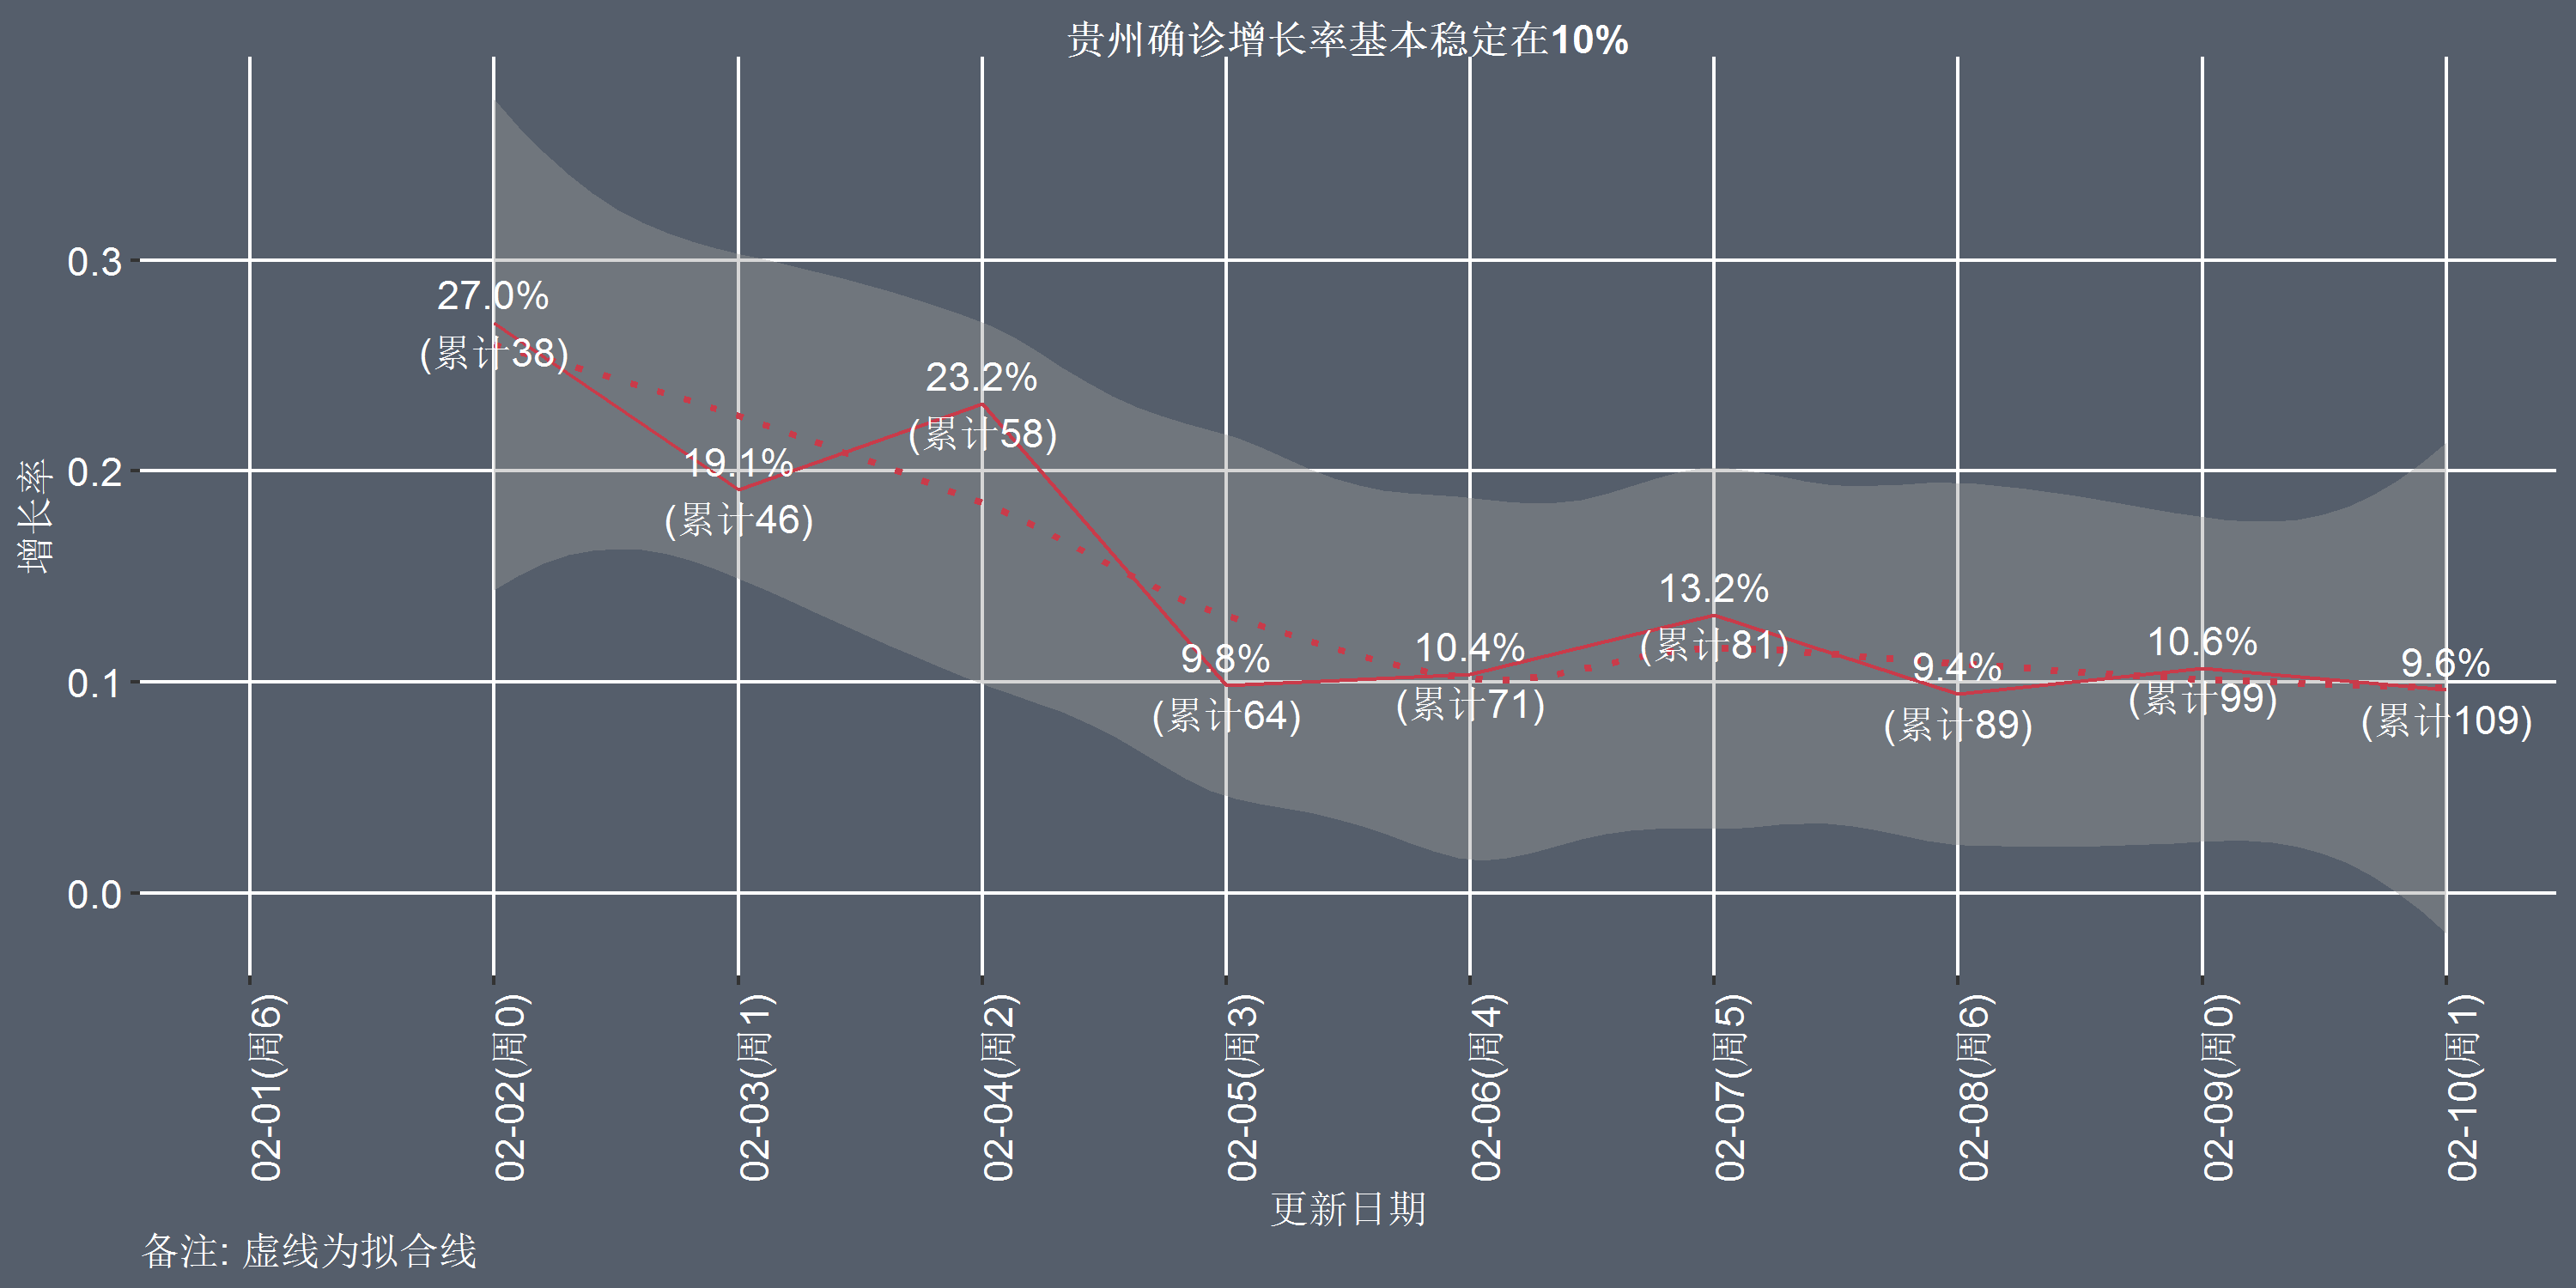 贵州确诊增长率基本稳定在10%
增长率
0.3
0.2
0.1
0.0
27.0%
(累计38)
19.1%
(累计46)
23.2%
(累计58)
9.8%
(累计64)
10.4%
(累计71)
13.2%
(累计81)
9.4%
(累计89)
10.6%
(累计99)
9.6%
(累计109)
02-01(周6)
02-02(周0)
02-03(周1)
02-04(周2)
02-05(周3)
02-06(周4)
02-07(周5)
02-08(周6)
02-09(周0)
02-10(周1)
更新日期
备注: 虚线为拟合线